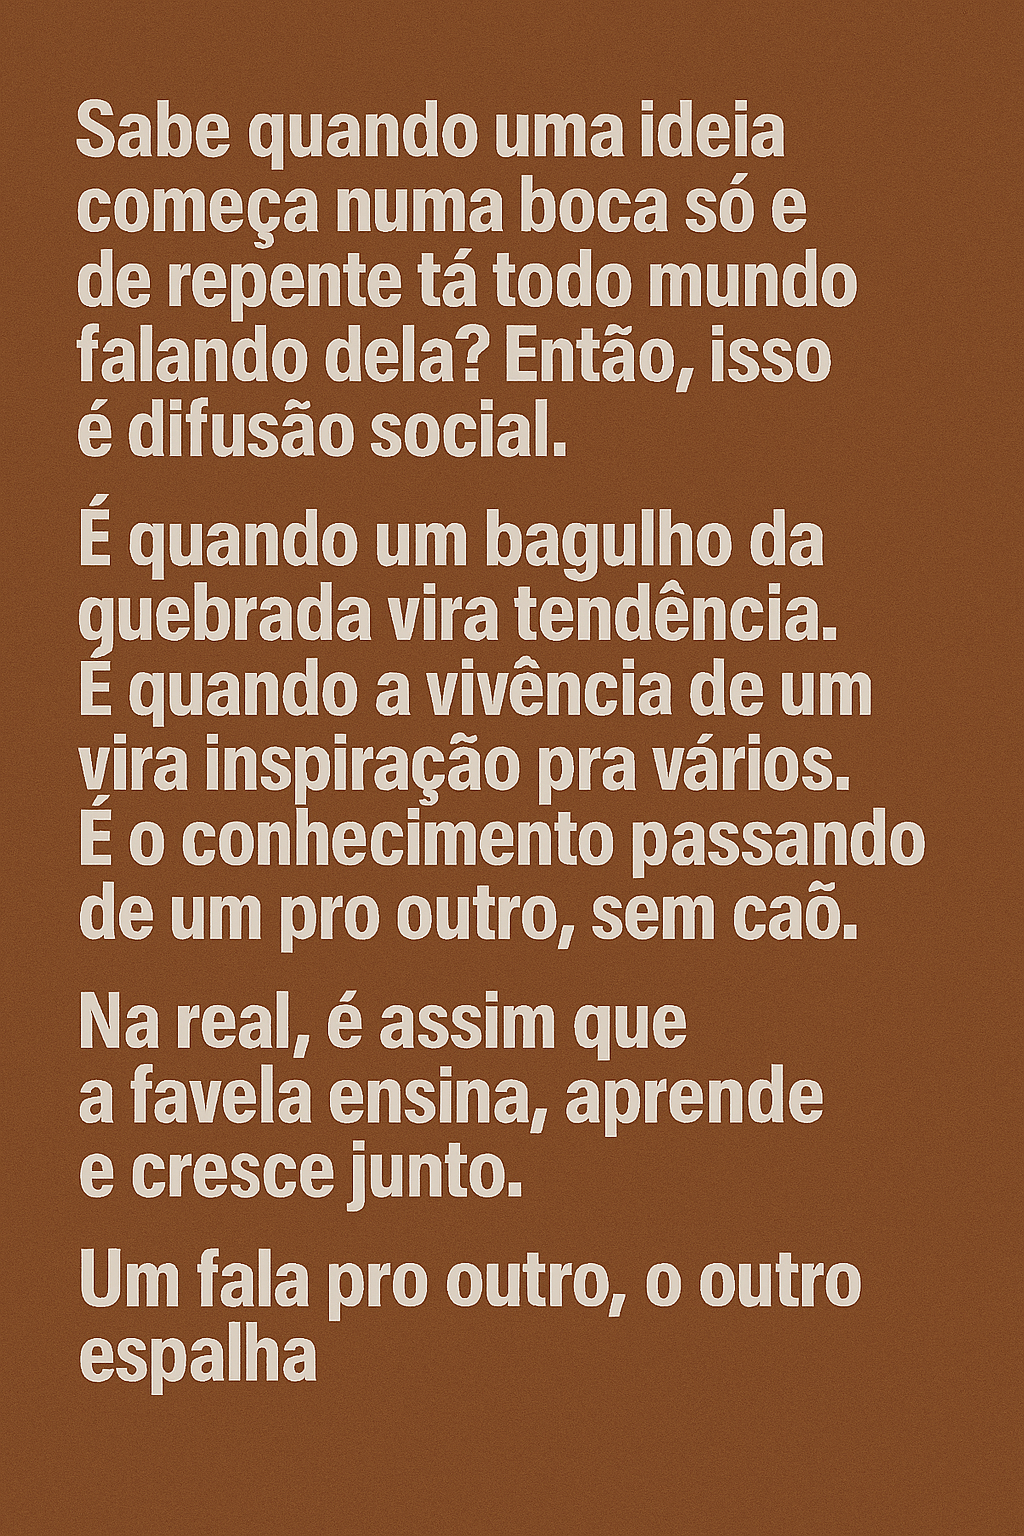 Sabe quando uma ideia
começa numa boca só e
de repente tá todo mundo
falando dela? Então, isso
é difusão social.
É quando um bagulho da
guebrada vira tendência.
É quando a vivência de um
vira inspiração pra vários.
É o conhecimento passando
de um pro outro, sem caõ.
Na real, é assim que
a favela ensina, aprende
e cresce junto.
Um fala pro outro, o outro
espalha